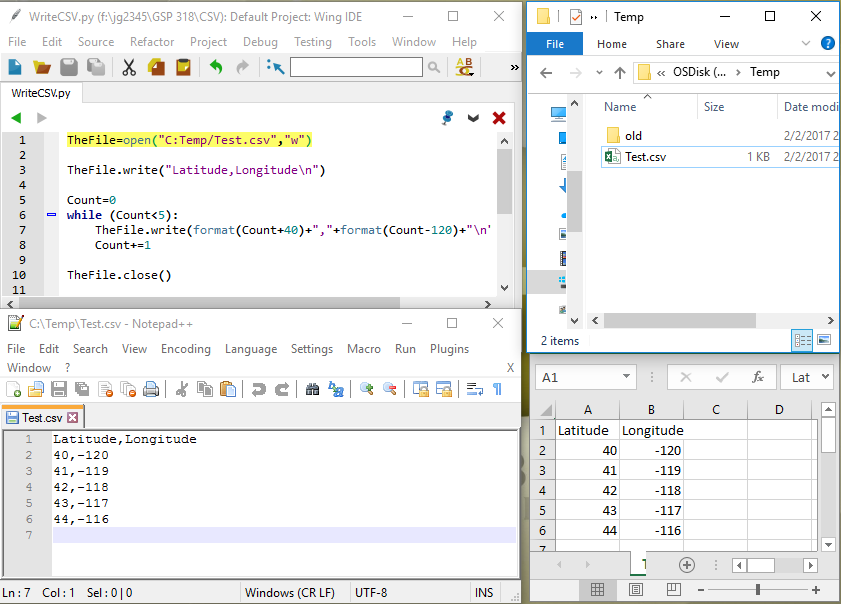 WriteCSV.py (f:\jg2345\GSP 318\CSV): Default Project: Wing IDE
File Edit Source Refactor Project Debug Testing Tools Window Help
WriteCSV.py
1 TheFile=open("C:Temp/Test.csv","w")
2
3 TheFile.write("Latitude,Longitude\n")
4
5 Count=0
6 while (Count<5):
7 TheFile.write(format(Count+40)+","+format(Count-120)+"\n"
8 Count+=1
9
10 TheFile.close()
11
C:\Temp\Test.csv - Notepad++
File Edit Search View Encoding Language Settings Macro Run Plugins
Window ? X
Test.csv
1 Latitude,Longitude
2 40,-120
3 41,-119
4 42,-118
5 43,-117
6 44,-116
7
Ln : 7 Col : 1 Sel : 0 | 0 Windows (CR LF) UTF-8 INS
Temp
File Home Share View
« OSDisk (... › Temp
Name Size Date modi
old 2/2/2017 2
Test.csv 1 KB 2/2/2017 2
2 items
A1 fx Lat
A B C D
1 Latitude Longitude
2 40 -120
3 41 -119
4 42 -118
5 43 -117
6 44 -116
7